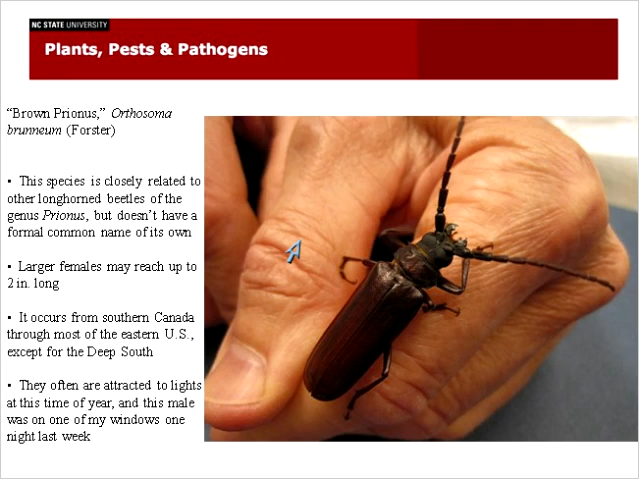 NC STATE UNIVERSITY
Plants, Pests & Pathogens
“Brown Prionus,” Orthosoma
brunneum (Forster)
• This species is closely related to
other longhorned beetles of the
genus Prionus, but doesn’t have a
formal common name of its own
• Larger females may reach up to
2 in. long
• It occurs from southern Canada
through most of the eastern U.S.,
except for the Deep South
• They often are attracted to lights
at this time of year, and this male
was on one of my windows one
night last week